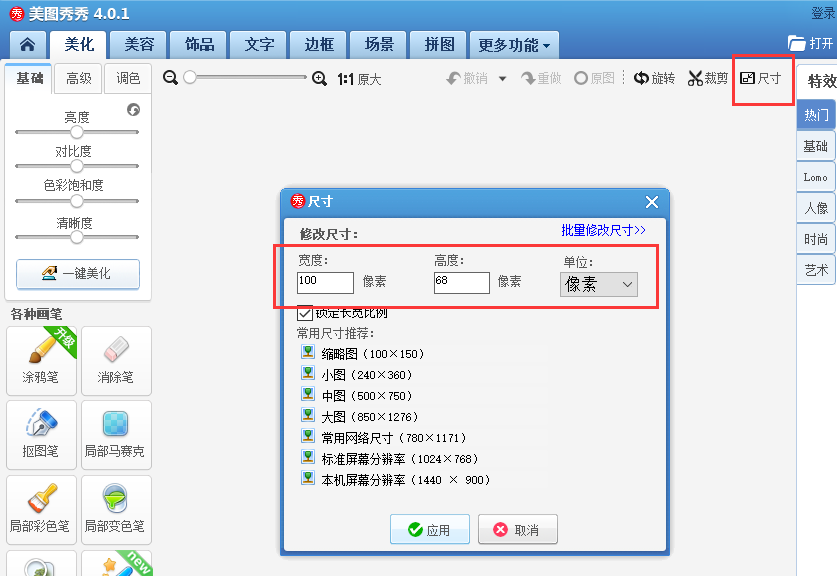 秀 美图秀秀 4.0.1
登录
美化 美容 饰品 文字 边框 场景 拼图 更多功能
打开
基础 高级 调色
1:1 原大 撤销 重做 原图 旋转 裁剪 尺寸
特效
亮度
对比度
色彩饱和度
清晰度
一键美化
各种画笔
升级
涂鸦笔 消除笔
抠图笔 局部马赛克
局部彩色笔 局部变色笔
new
秀 尺寸
修改尺寸: 批量修改尺寸>>
宽度: 高度: 单位:
100 像素 68 像素 像素
锁定长宽比例
常用尺寸推荐:
缩略图 (100×150)
小图 (240×360)
中图 (500×750)
大图 (850×1276)
常用网络尺寸 (780×1171)
标准屏幕分辨率 (1024×768)
本机屏幕分辨率 (1440 × 900)
应用 取消
热门
基础
Lomo
人像
时尚
艺术